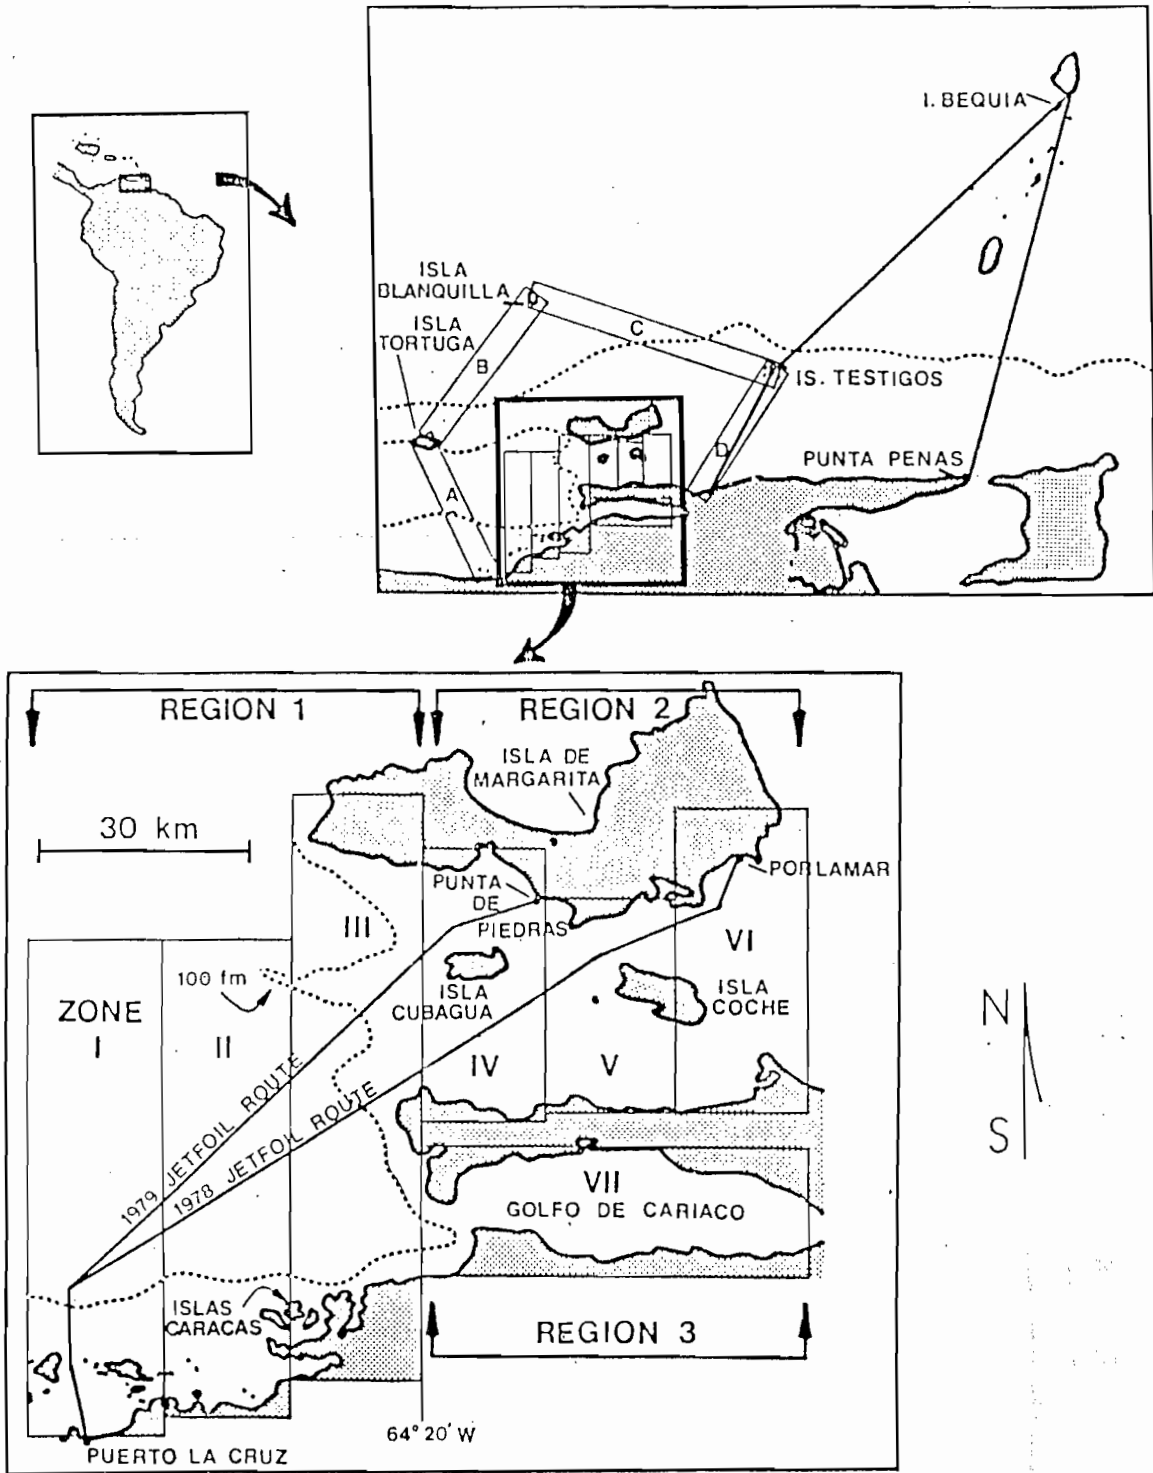 I. BEQUIA
ISLA
BLANQUILLA
ISLA
TORTUGA
C
B
IS. TESTIGOS
D
PUNTA PENAS
A
REGION 1
REGION 2
ISLA DE
MARGARITA
30 km
PORLAMAR
PUNTA
DE
PIEDRAS
III
VI
100 fm
ISLA
CUBAGUA
ISLA
COCHE
ZONE
I
II
IV
V
1979 JETFOIL ROUTE
1978 JETFOIL ROUTE
N
S
VII
GOLFO DE CARIACO
ISLAS
CARACAS
REGION 3
64° 20' W
PUERTO LA CRUZ